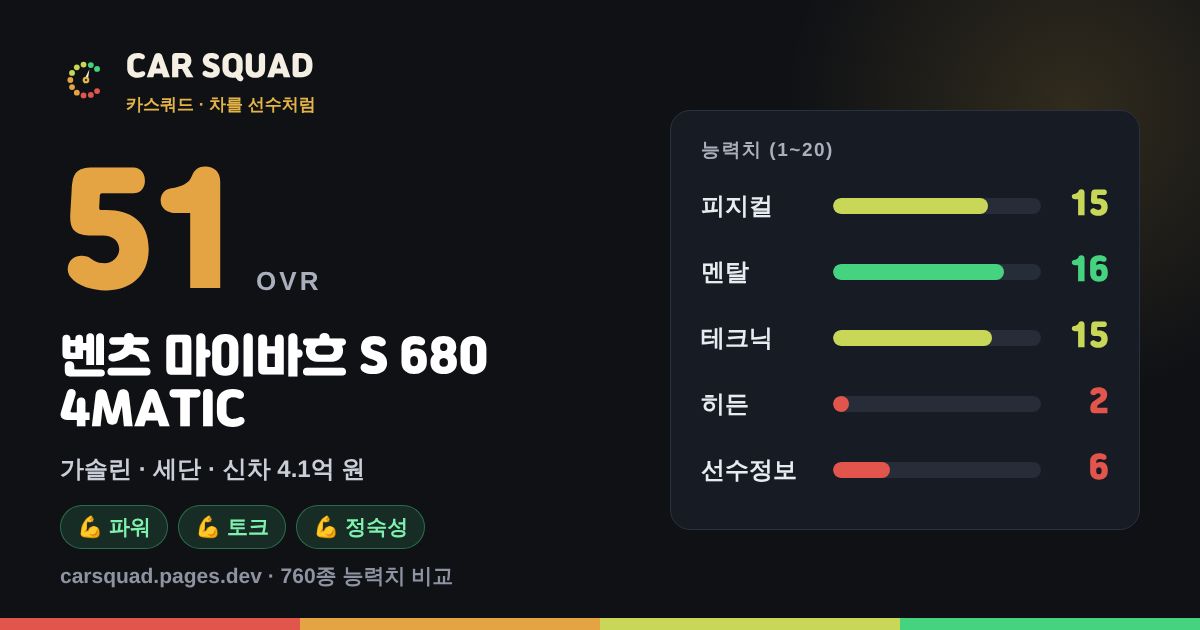 CAR SQUAD
카스쿼드 · 차를 선수처럼
51 OVR
벤츠 마이바흐 S 680
4MATIC
가솔린 · 세단 · 신차 4.1억 원
💪 파워 💪 토크 💪 정숙성
carsquad.pages.dev · 760종 능력치 비교
능력치 (1~20)
피지컬 15
멘탈 16
테크닉 15
히든 2
선수정보 6